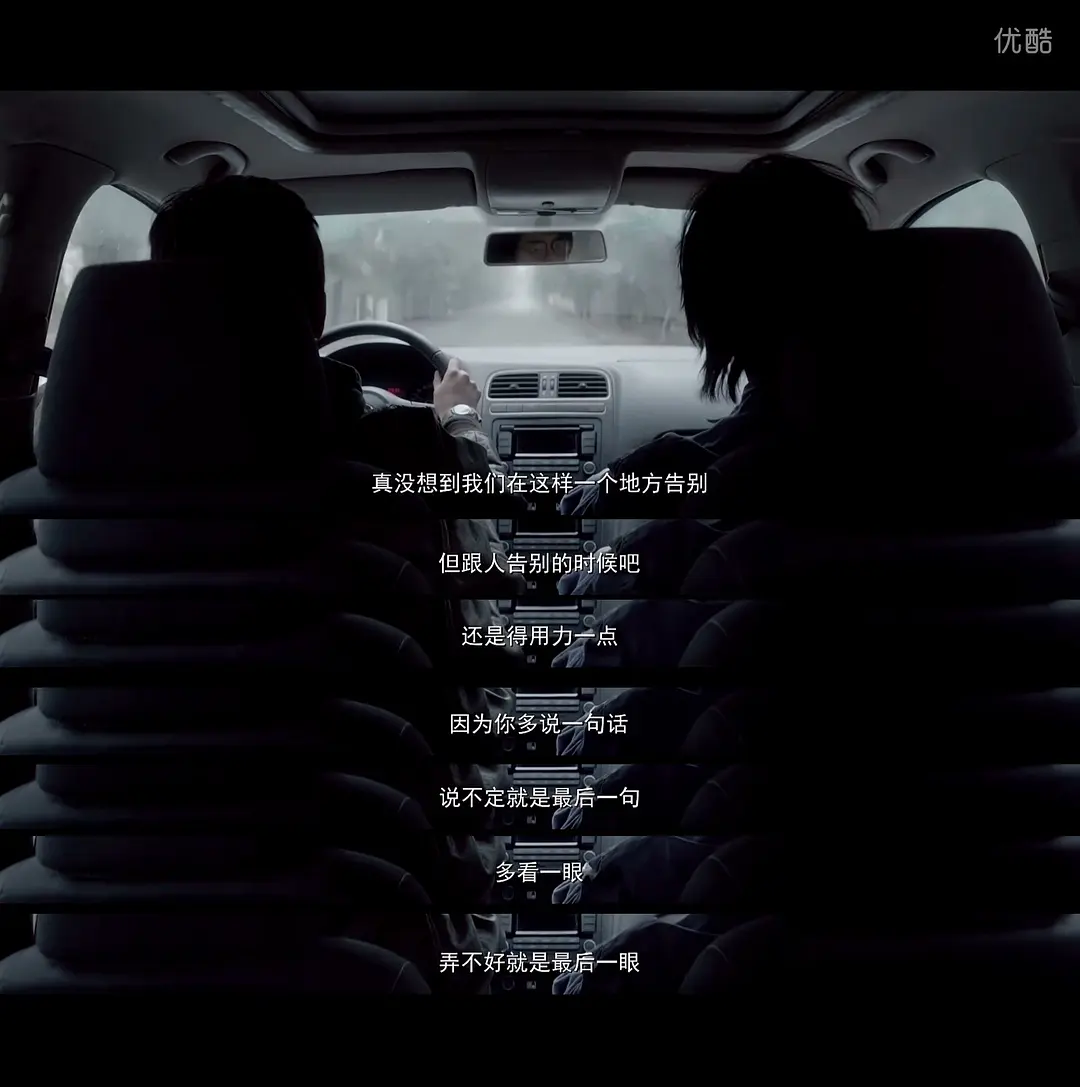 优酷
真没想到我们在这样一个地方告别
但跟人告别的时候吧
还是得用力一点
因为你多说一句话
说不定就是最后一句
多看一眼
弄不好就是最后一眼